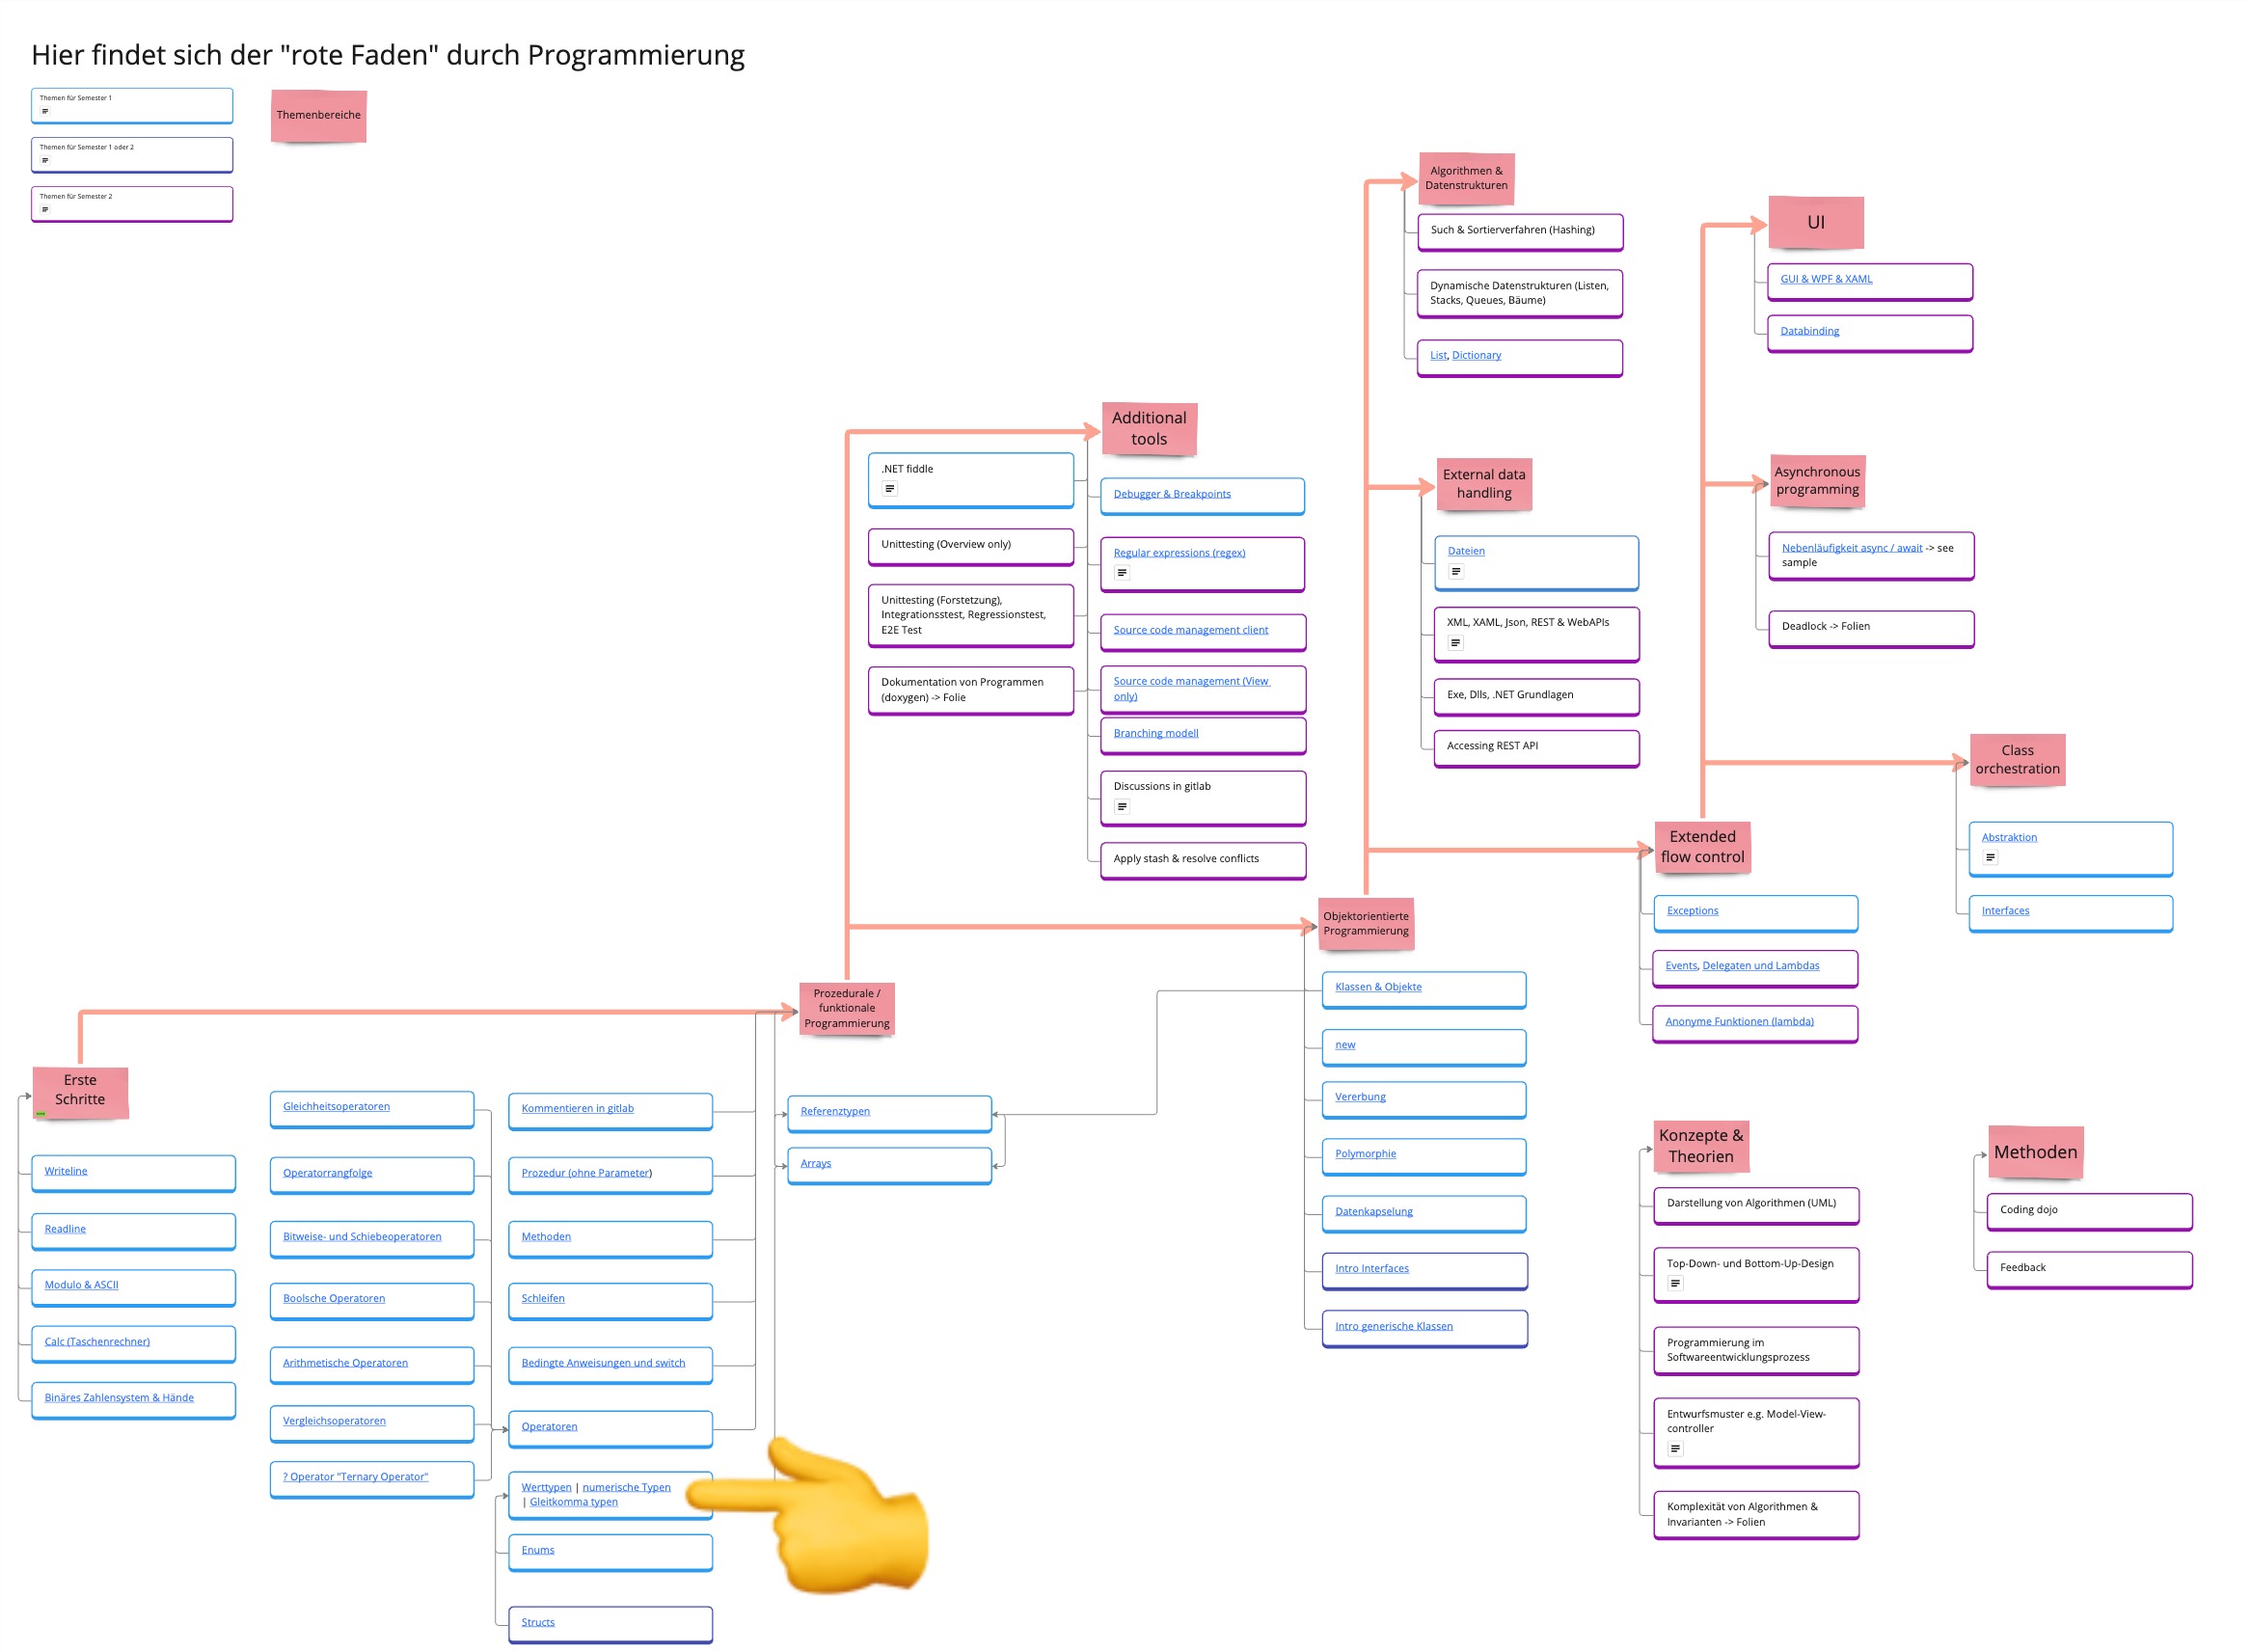 Hier findet sich der "rote Faden" durch Programmierung
Themen für Semester 1
Themen für Semester 1 oder 2
Themen für Semester 2
Themenbereiche
Erste
Schritte
Writeline
Readline
Modulo & ASCII
Calc (Taschenrechner)
Binäres Zahlensystem & Hände
Gleichheitsoperatoren
Operatorrangfolge
Bitweise- und Schiebeoperatoren
Boolsche Operatoren
Arithmetische Operatoren
Vergleichsoperatoren
? Operator "Ternary Operator"
Kommentieren in gitlab
Prozedur (ohne Parameter)
Methoden
Schleifen
Bedingte Anweisungen und switch
Operatoren
Werttypen | numerische Typen
| Gleitkomma typen
Enums
Structs
Prozedurale /
funktionale
Programmierung
Referenztypen
Arrays
Additional
tools
.NET fiddle
Unittesting (Overview only)
Unittesting (Forstetzung),
Integrationsstest, Regressionstest,
E2E Test
Dokumentation von Programmen
(doxygen) -> Folie
Debugger & Breakpoints
Regular expressions (regex)
Source code management client
Source code management (View
only)
Branching modell
Discussions in gitlab
Apply stash & resolve conflicts
Objektorientierte
Programmierung
Klassen & Objekte
new
Vererbung
Polymorphie
Datenkapselung
Intro Interfaces
Intro generische Klassen
Algorithmen &
Datenstrukturen
Such & Sortierverfahren (Hashing)
Dynamische Datenstrukturen (Listen,
Stacks, Queues, Bäume)
List, Dictionary
External data
handling
Dateien
XML, XAML, Json, REST & WebAPIs
Exe, Dlls, .NET Grundlagen
Accessing REST API
Extended
flow control
Exceptions
Events, Delegaten und Lambdas
Anonyme Funktionen (lambda)
UI
GUI & WPF & XAML
Databinding
Asynchronous
programming
Nebenläufigkeit async / await -> see
sample
Deadlock -> Folien
Class
orchestration
Abstraktion
Interfaces
Konzepte &
Theorien
Darstellung von Algorithmen (UML)
Top-Down- und Bottom-Up-Design
Programmierung im
Softwareentwicklungsprozess
Entwurfsmuster e.g. Model-View-
controller
Komplexität von Algorithmen &
Invarianten -> Folien
Methoden
Coding dojo
Feedback